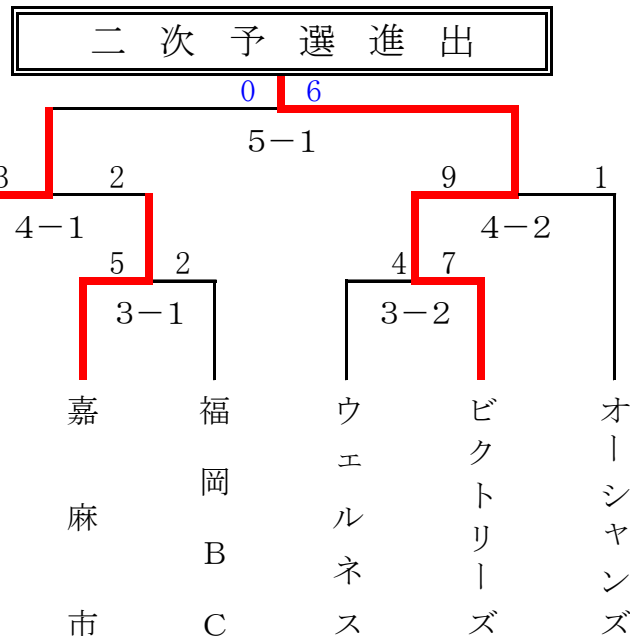 二次予選進出
0 6
5-1
3 2 9 1
4-1 4-2
5 2 4 7
3-1 3-2
嘉麻市
福岡BC
ウェルネス
ビクトリーズ
オーシャンズ